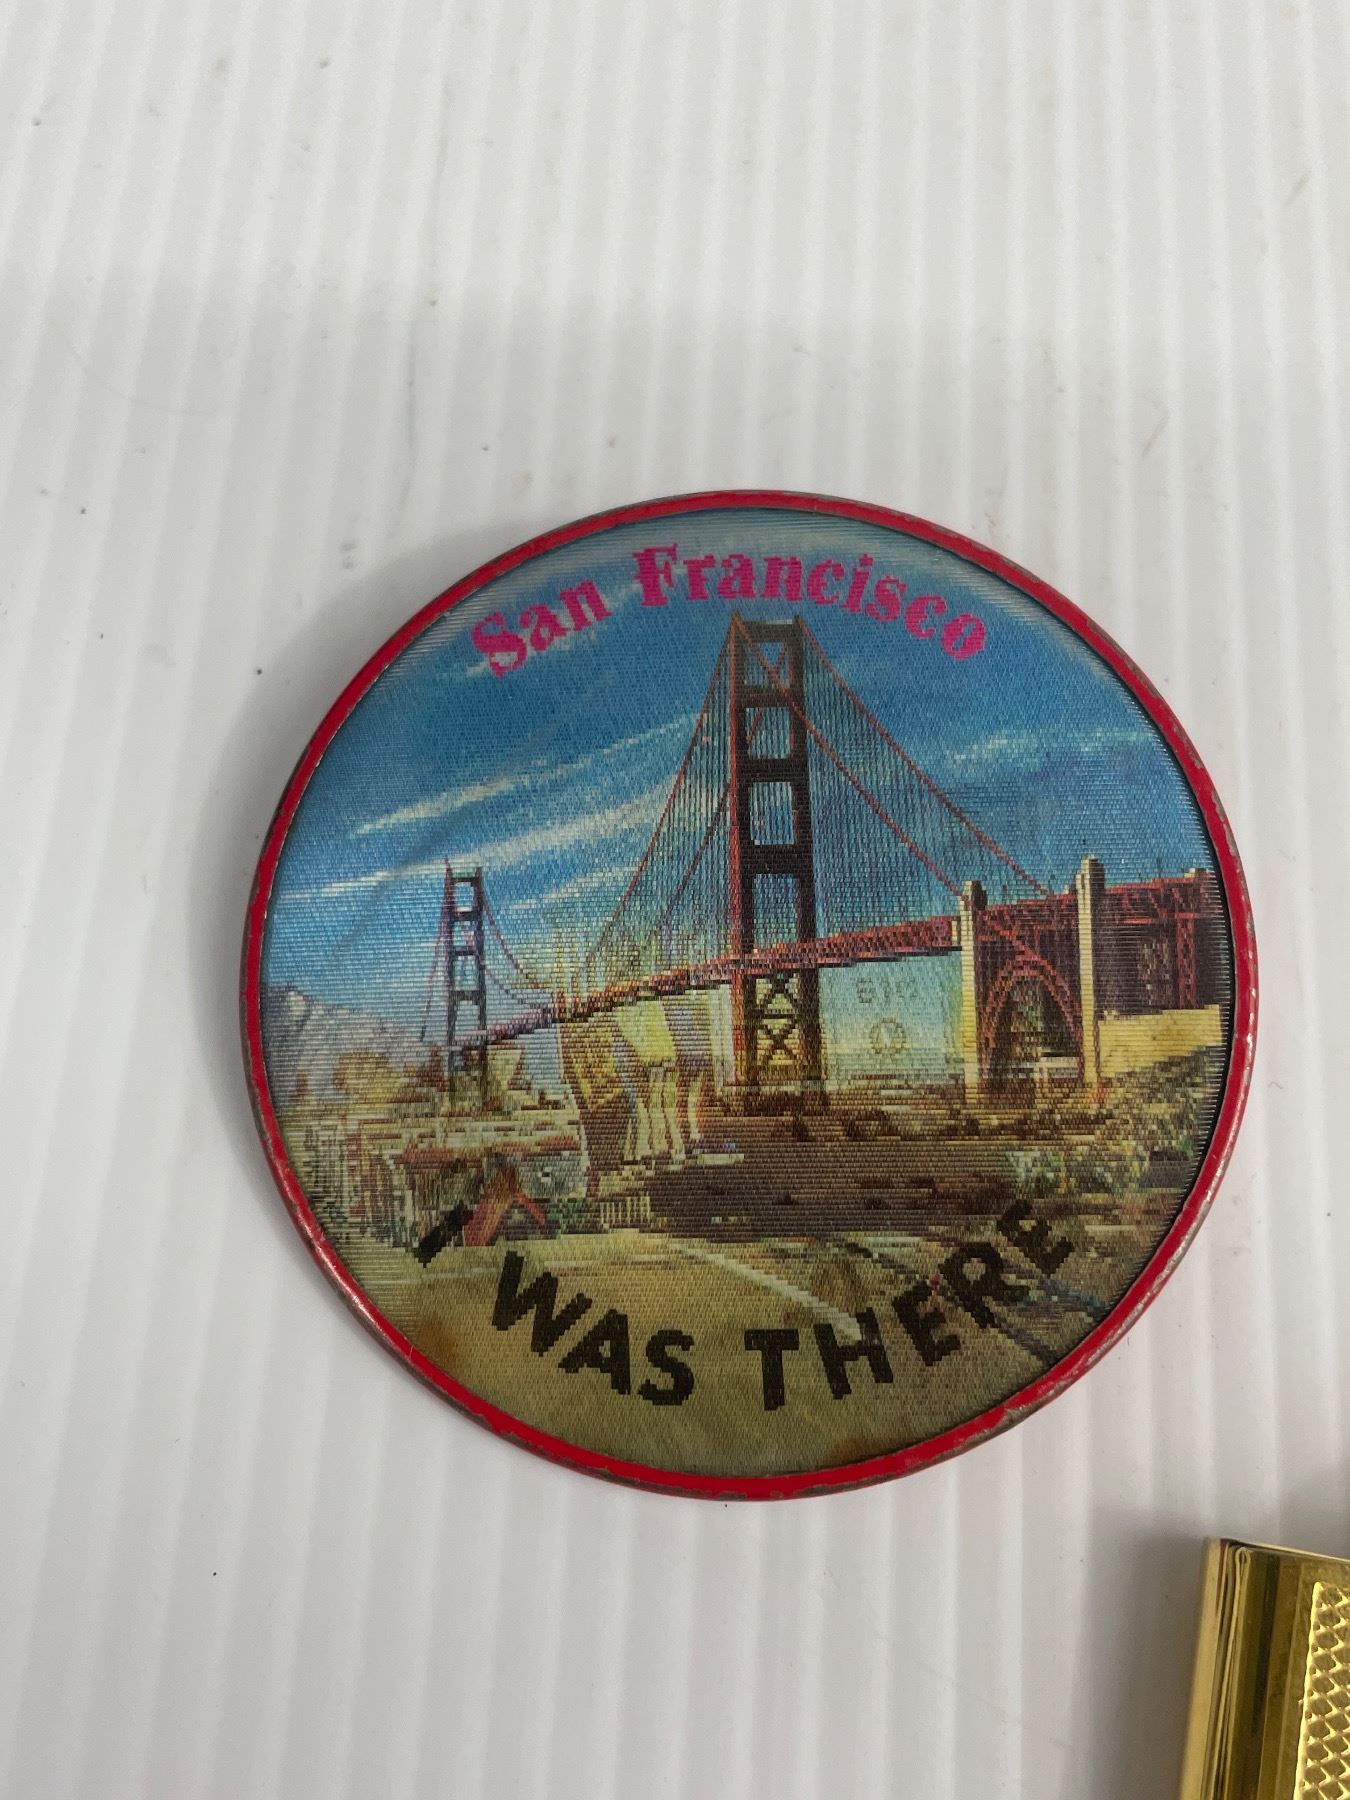 San Francisco
I WAS THERE